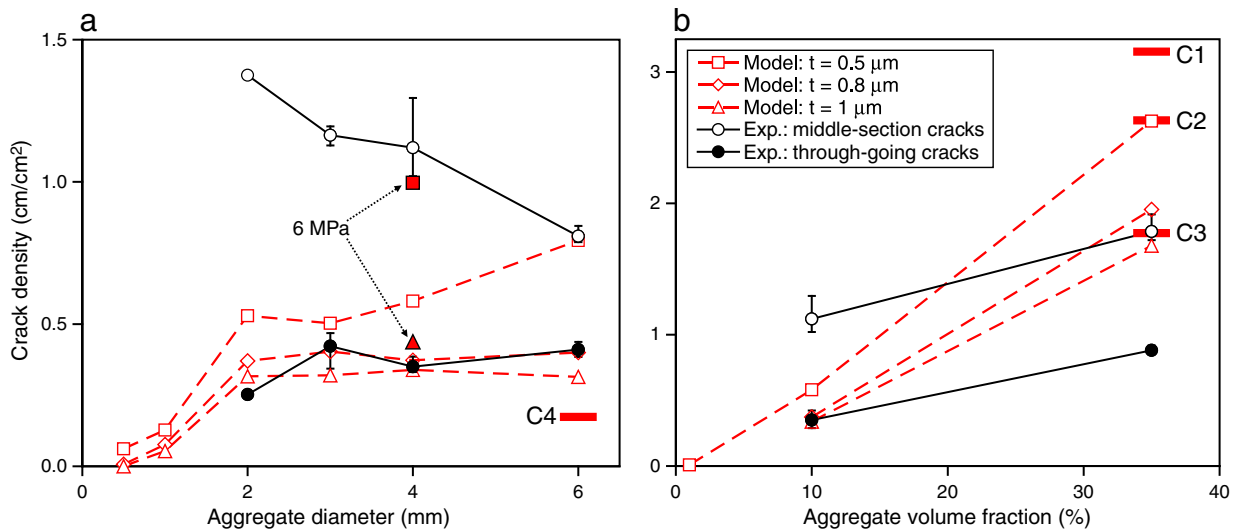 a
Crack density (cm/cm²)
1.5
1.0
0.5
0.0
6 MPa
C4
0
2
4
6
Aggregate diameter (mm)
b
Model: t = 0.5 μm
Model: t = 0.8 μm
Model: t = 1 μm
Exp.: middle-section cracks
Exp.: through-going cracks
C1
C2
C3
3
2
1
0
0
10
20
30
40
Aggregate volume fraction (%)